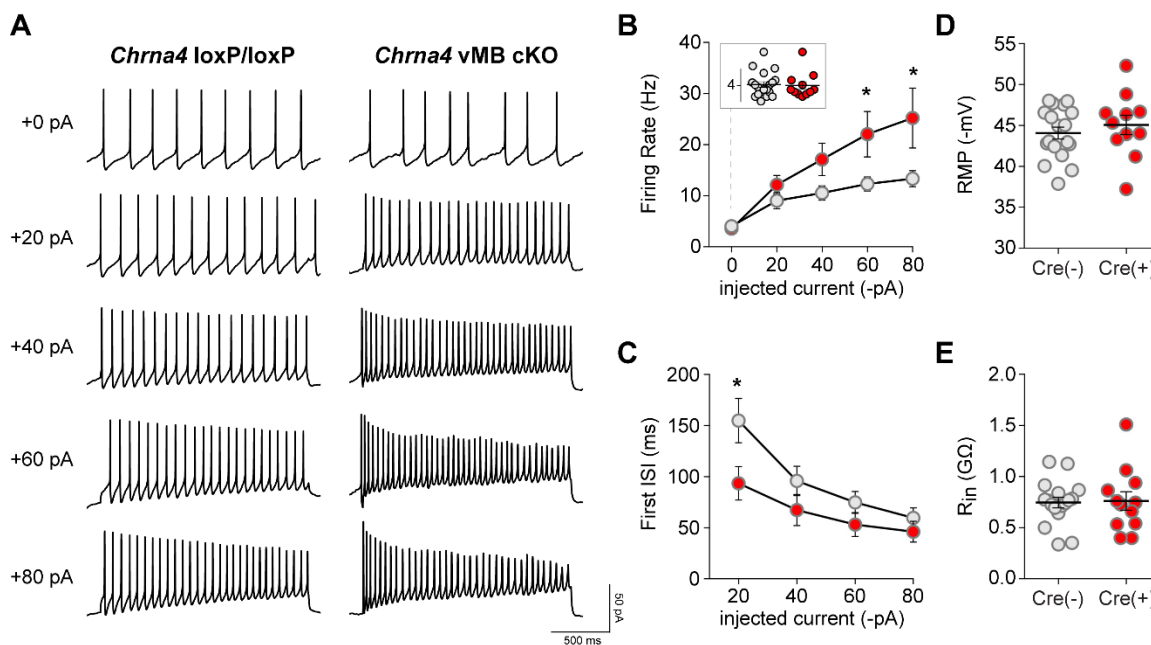 A
Chrna4 loxP/loxP
Chrna4 vMB cKO
+0 pA
+20 pA
+40 pA
+60 pA
+80 pA
50 pA
500 ms
B
Firing Rate (Hz)
40
30
20
10
0
4
*
*
0 20 40 60 80
injected current (-pA)
C
First ISI (ms)
200
150
100
50
0
*
20 40 60 80
injected current (-pA)
D
RMP (-mV)
55
50
45
40
35
30
Cre(-) Cre(+)
E
Rin (GΩ)
2.0
1.5
1.0
0.5
0.0
Cre(-) Cre(+)